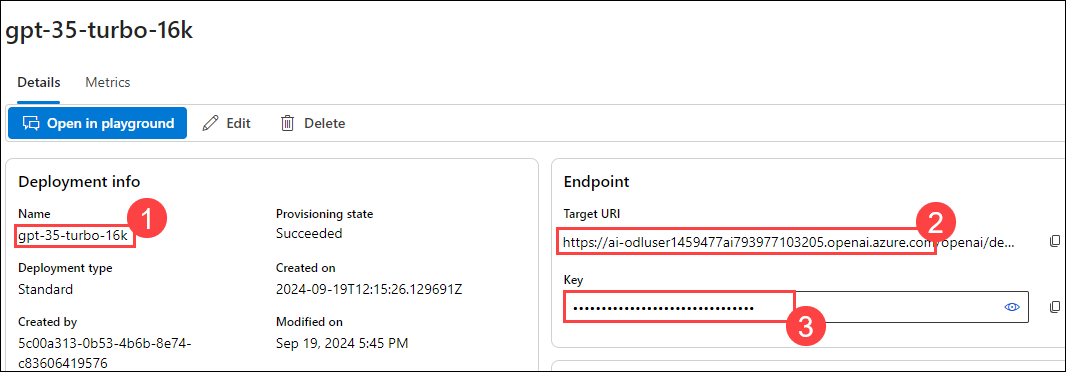 gpt-35-turbo-16k
Details Metrics
Open in playground Edit Delete
Deployment info
Name
gpt-35-turbo-16k
1
Provisioning state
Succeeded
Deployment type
Standard
Created on
2024-09-19T12:15:26.129691Z
Created by
5c00a313-0b53-4b6b-8e74-
c83606419576
Modified on
Sep 19, 2024 5:45 PM
Endpoint
Target URI
2
https://ai-odluser1459477ai793977103205.openai.azure.com/openai/de...
Key
••••••••••••••••••••••••••••••••
3